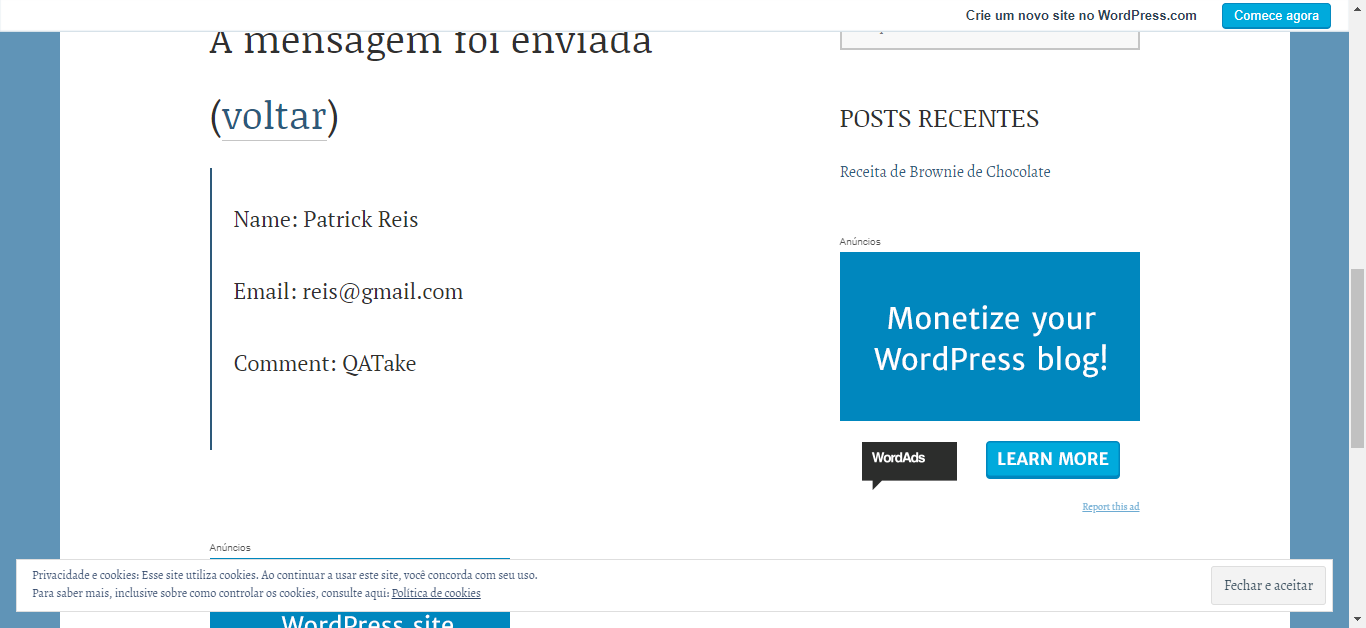 Crie um novo site no WordPress.com
Comece agora
A mensagem foi enviada
(voltar)
Name: Patrick Reis
Email: reis@gmail.com
Comment: QATake
POSTS RECENTES
Receita de Brownie de Chocolate
Anúncios
Monetize your
WordPress blog!
WordAds
LEARN MORE
Report this ad
Anúncios
Privacidade e cookies: Esse site utiliza cookies. Ao continuar a usar este site, você concorda com seu uso.
Para saber mais, inclusive sobre como controlar os cookies, consulte aqui: Política de cookies
Fechar e aceitar
WordPress site